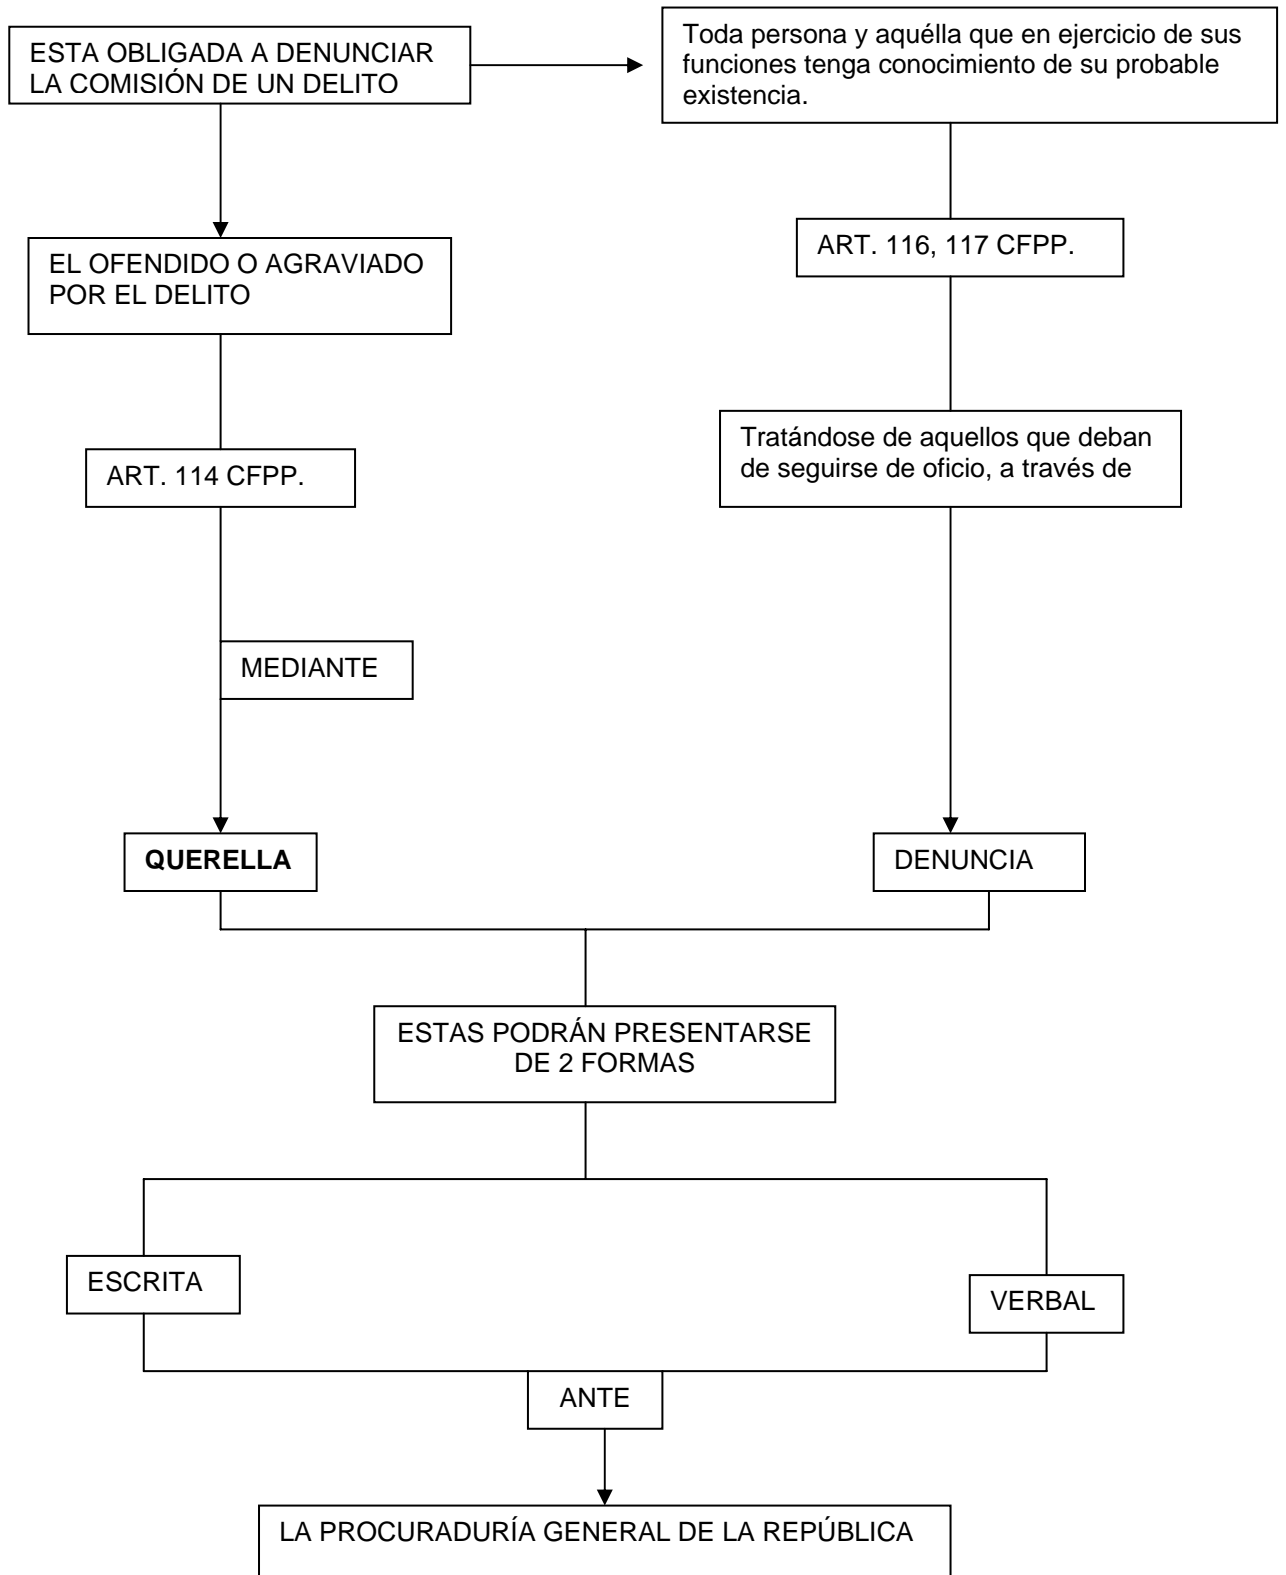 ESTA OBLIGADA A DENUNCIAR
LA COMISIÓN DE UN DELITO
Toda persona y aquélla que en ejercicio de sus
funciones tenga conocimiento de su probable
existencia.
EL OFENDIDO O AGRAVIADO
POR EL DELITO
ART. 116, 117 CFPP.
ART. 114 CFPP.
Tratándose de aquellos que deban
de seguirse de oficio, a través de
MEDIANTE
QUERELLA
DENUNCIA
ESTAS PODRÁN PRESENTARSE
DE 2 FORMAS
ESCRITA
VERBAL
ANTE
LA PROCURADURÍA GENERAL DE LA REPÚBLICA